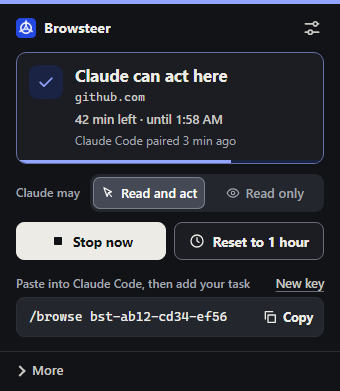 Browsteer
Claude can act here
github.com
42 min left · until 1:58 AM
Claude Code paired 3 min ago
Claude may
Read and act
Read only
Stop now
Reset to 1 hour
Paste into Claude Code, then add your task
New key
/browse bst-ab12-cd34-ef56
Copy
More